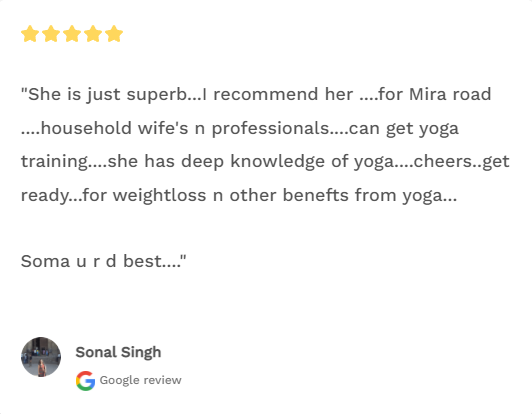 "She is just superb...I recommend her ....for Mira road
....household wife's n professionals....can get yoga
training....she has deep knowledge of yoga....cheers..get
ready...for weightloss n other benefts from yoga...
Soma u r d best...."
Sonal Singh
Google review